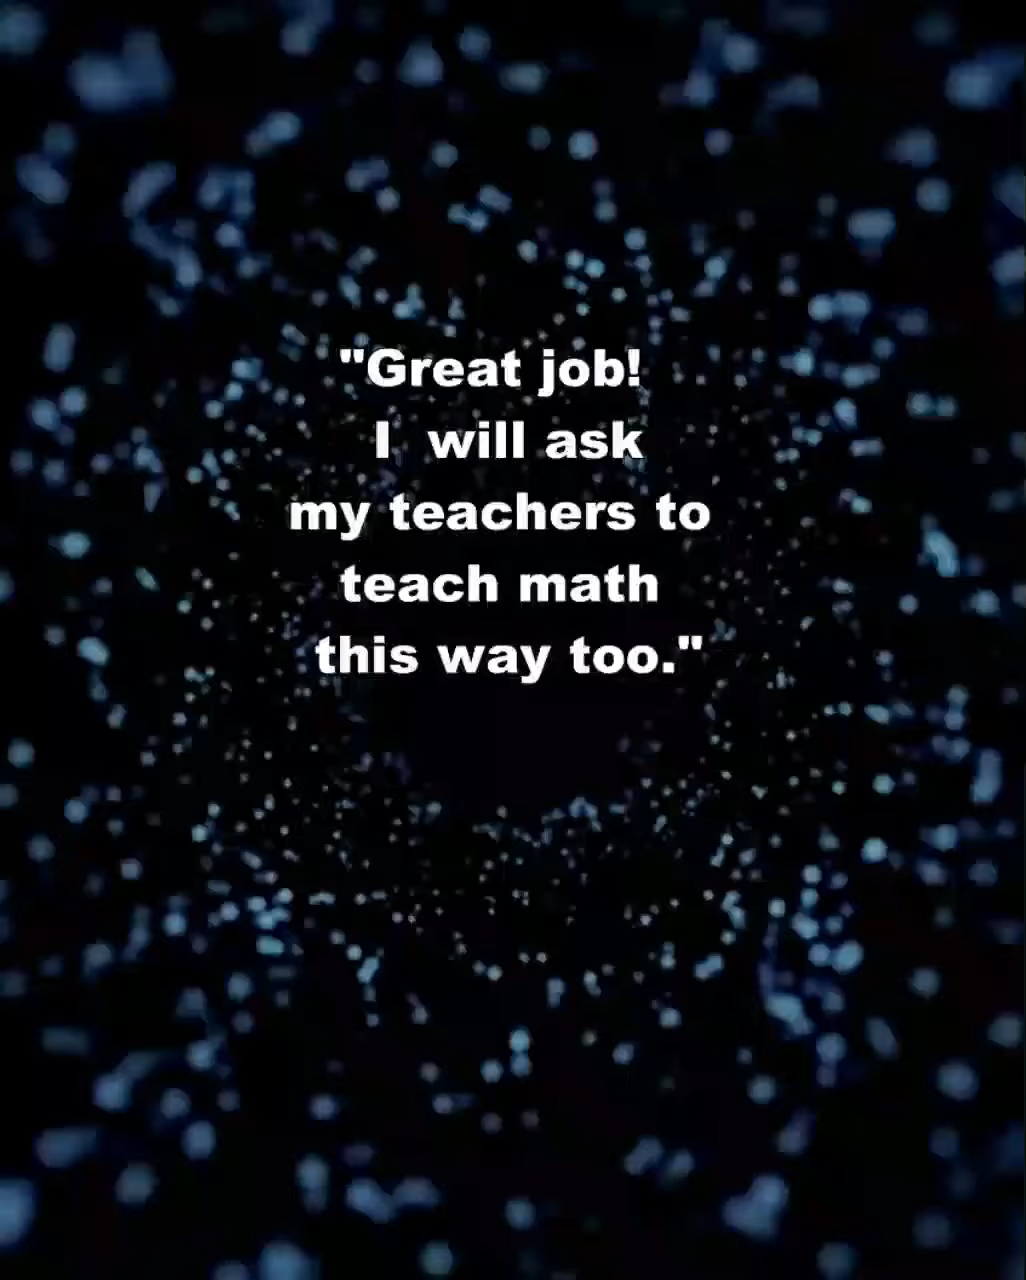 "Great job!
I will ask
my teachers to
teach math
this way too."